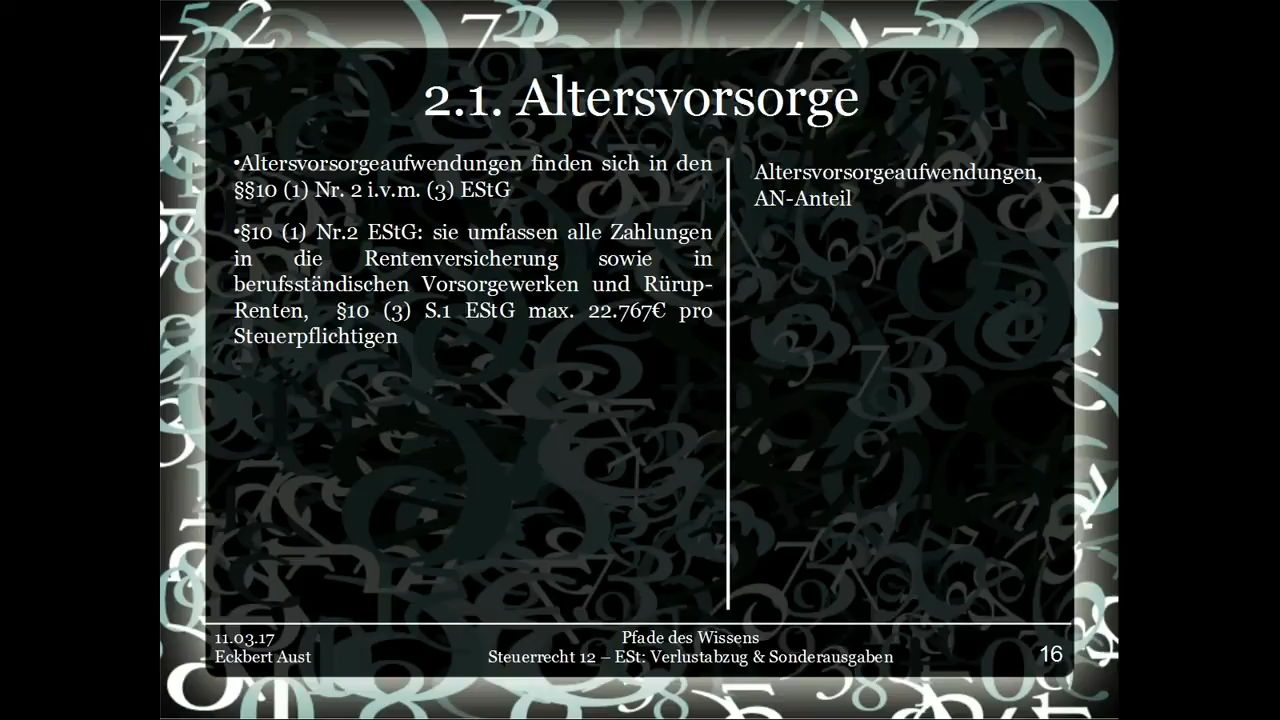 2.1. Altersvorsorge
•Altersvorsorgeaufwendungen finden sich in den
§§10 (1) Nr. 2 i.v.m. (3) EStG
•§10 (1) Nr.2 EStG: sie umfassen alle Zahlungen
in die Rentenversicherung sowie in
berufsständischen Vorsorgewerken und Rürup-
Renten, §10 (3) S.1 EStG max. 22.767€ pro
Steuerpflichtigen
Altersvorsorgeaufwendungen,
AN-Anteil
11.03.17
Eckbert Aust
Pfade des Wissens
Steuerrecht 12 – ESt: Verlustabzug & Sonderausgaben
16